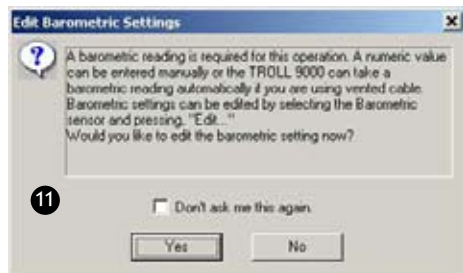 Edit Barometric Settings
A barometric reading is required for this operation. A numeric value
can be entered manually or the TROLL 9000 can take a
barometric reading automatically if you are using vented cable.
Barometric settings can be edited by selecting the Barometric
sensor and pressing, "Edit..."
Would you like to edit the barometric setting now?
11
Don't ask me this again.
Yes
No